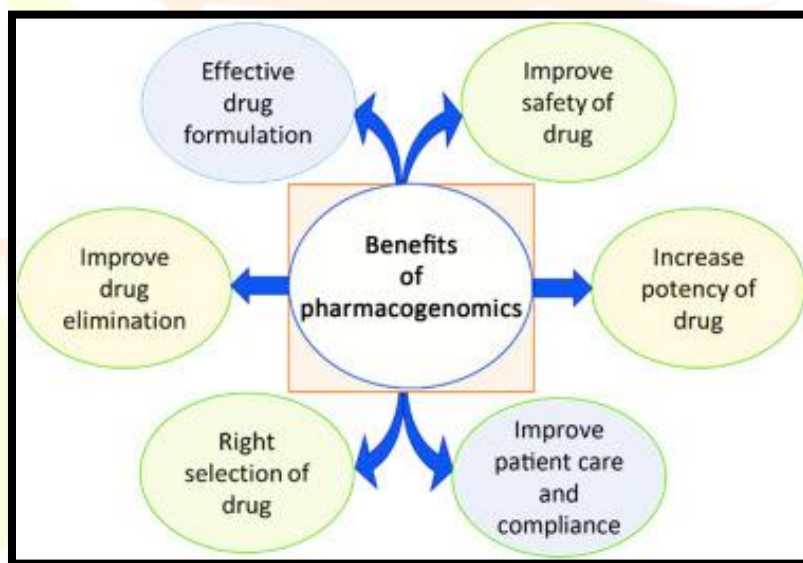 Effective
drug
formulation
Improve
safety of
drug
Improve
drug
elimination
Benefits
of
pharmacogenomics
Increase
potency of
drug
Right
selection of
drug
Improve
patient care
and
compliance